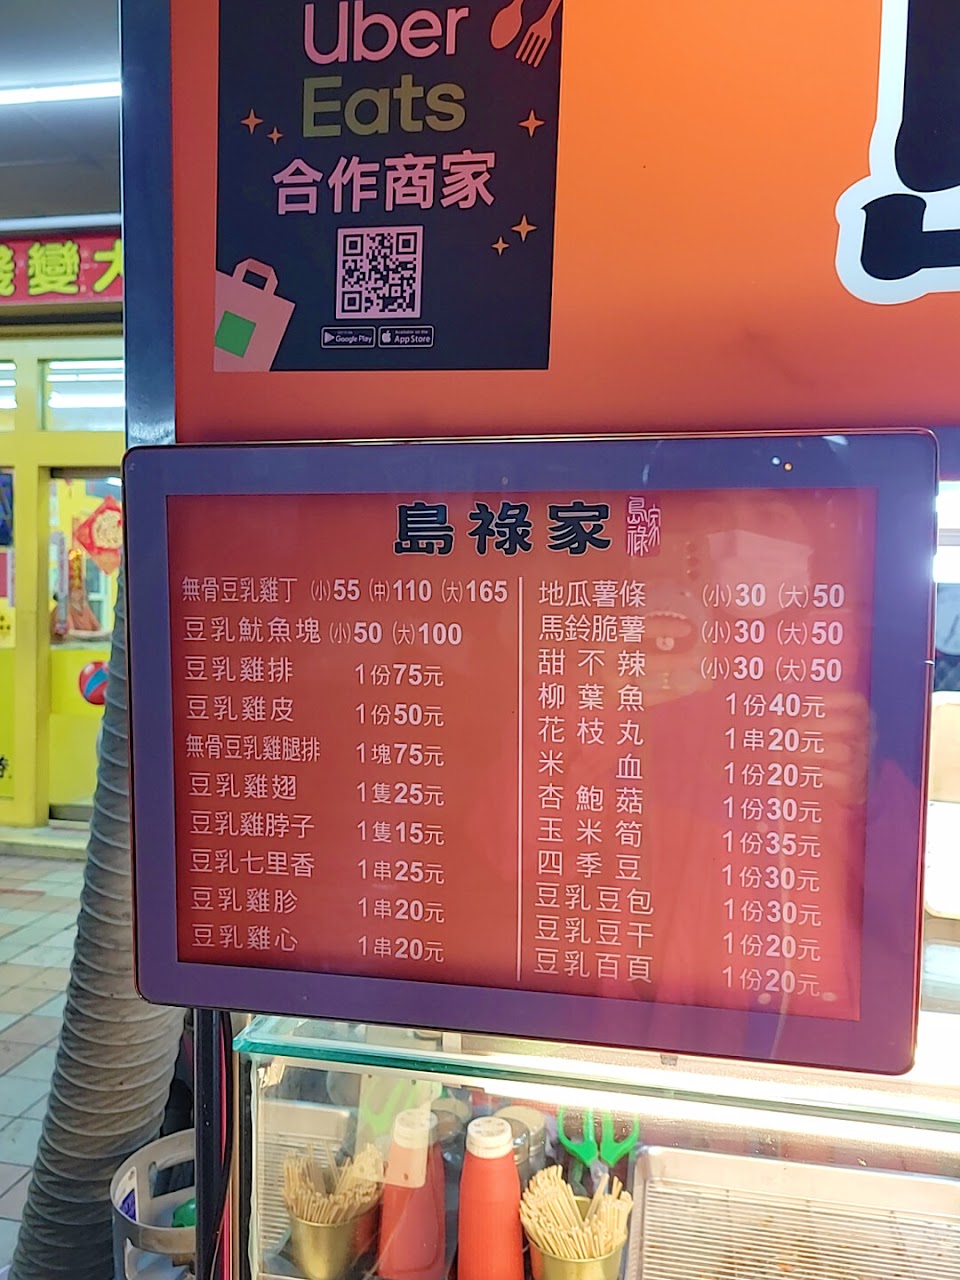 Uber
Eats
合作商家
Google Play
Available on the
App Store
變大
島祿家
島祿家
無骨豆乳雞丁 (小)55 (中)110 (大)165
豆乳魷魚塊 (小)50 (大)100
豆乳雞排 1份75元
豆乳雞皮 1份50元
無骨豆乳雞腿排 1塊75元
豆乳雞翅 1隻25元
豆乳雞脖子 1隻15元
豆乳七里香 1串25元
豆乳雞胗 1串20元
豆乳雞心 1串20元
地瓜薯條 (小)30 (大)50
馬鈴脆薯 (小)30 (大)50
甜不辣 (小)30 (大)50
柳葉魚 1份40元
花枝丸 1串20元
米血 1份20元
杏鮑菇 1份30元
玉米筍 1份35元
四季豆 1份30元
豆乳豆包 1份30元
豆乳豆干 1份20元
豆乳百頁 1份20元